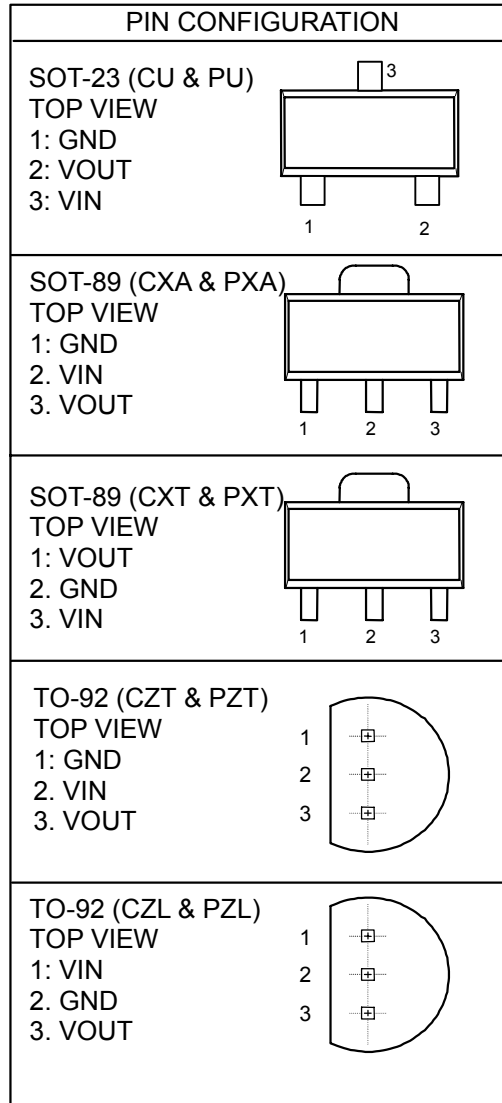 PIN CONFIGURATION
SOT-23 (CU & PU)
TOP VIEW
1: GND
2: VOUT
3: VIN
3
1 2
SOT-89 (CXA & PXA)
TOP VIEW
1: GND
2. VIN
3. VOUT
1 2 3
SOT-89 (CXT & PXT)
TOP VIEW
1: VOUT
2. GND
3. VIN
1 2 3
TO-92 (CZT & PZT)
TOP VIEW
1: GND
2. VIN
3. VOUT
1
2
3
TO-92 (CZL & PZL)
TOP VIEW
1: VIN
2. GND
3. VOUT
1
2
3